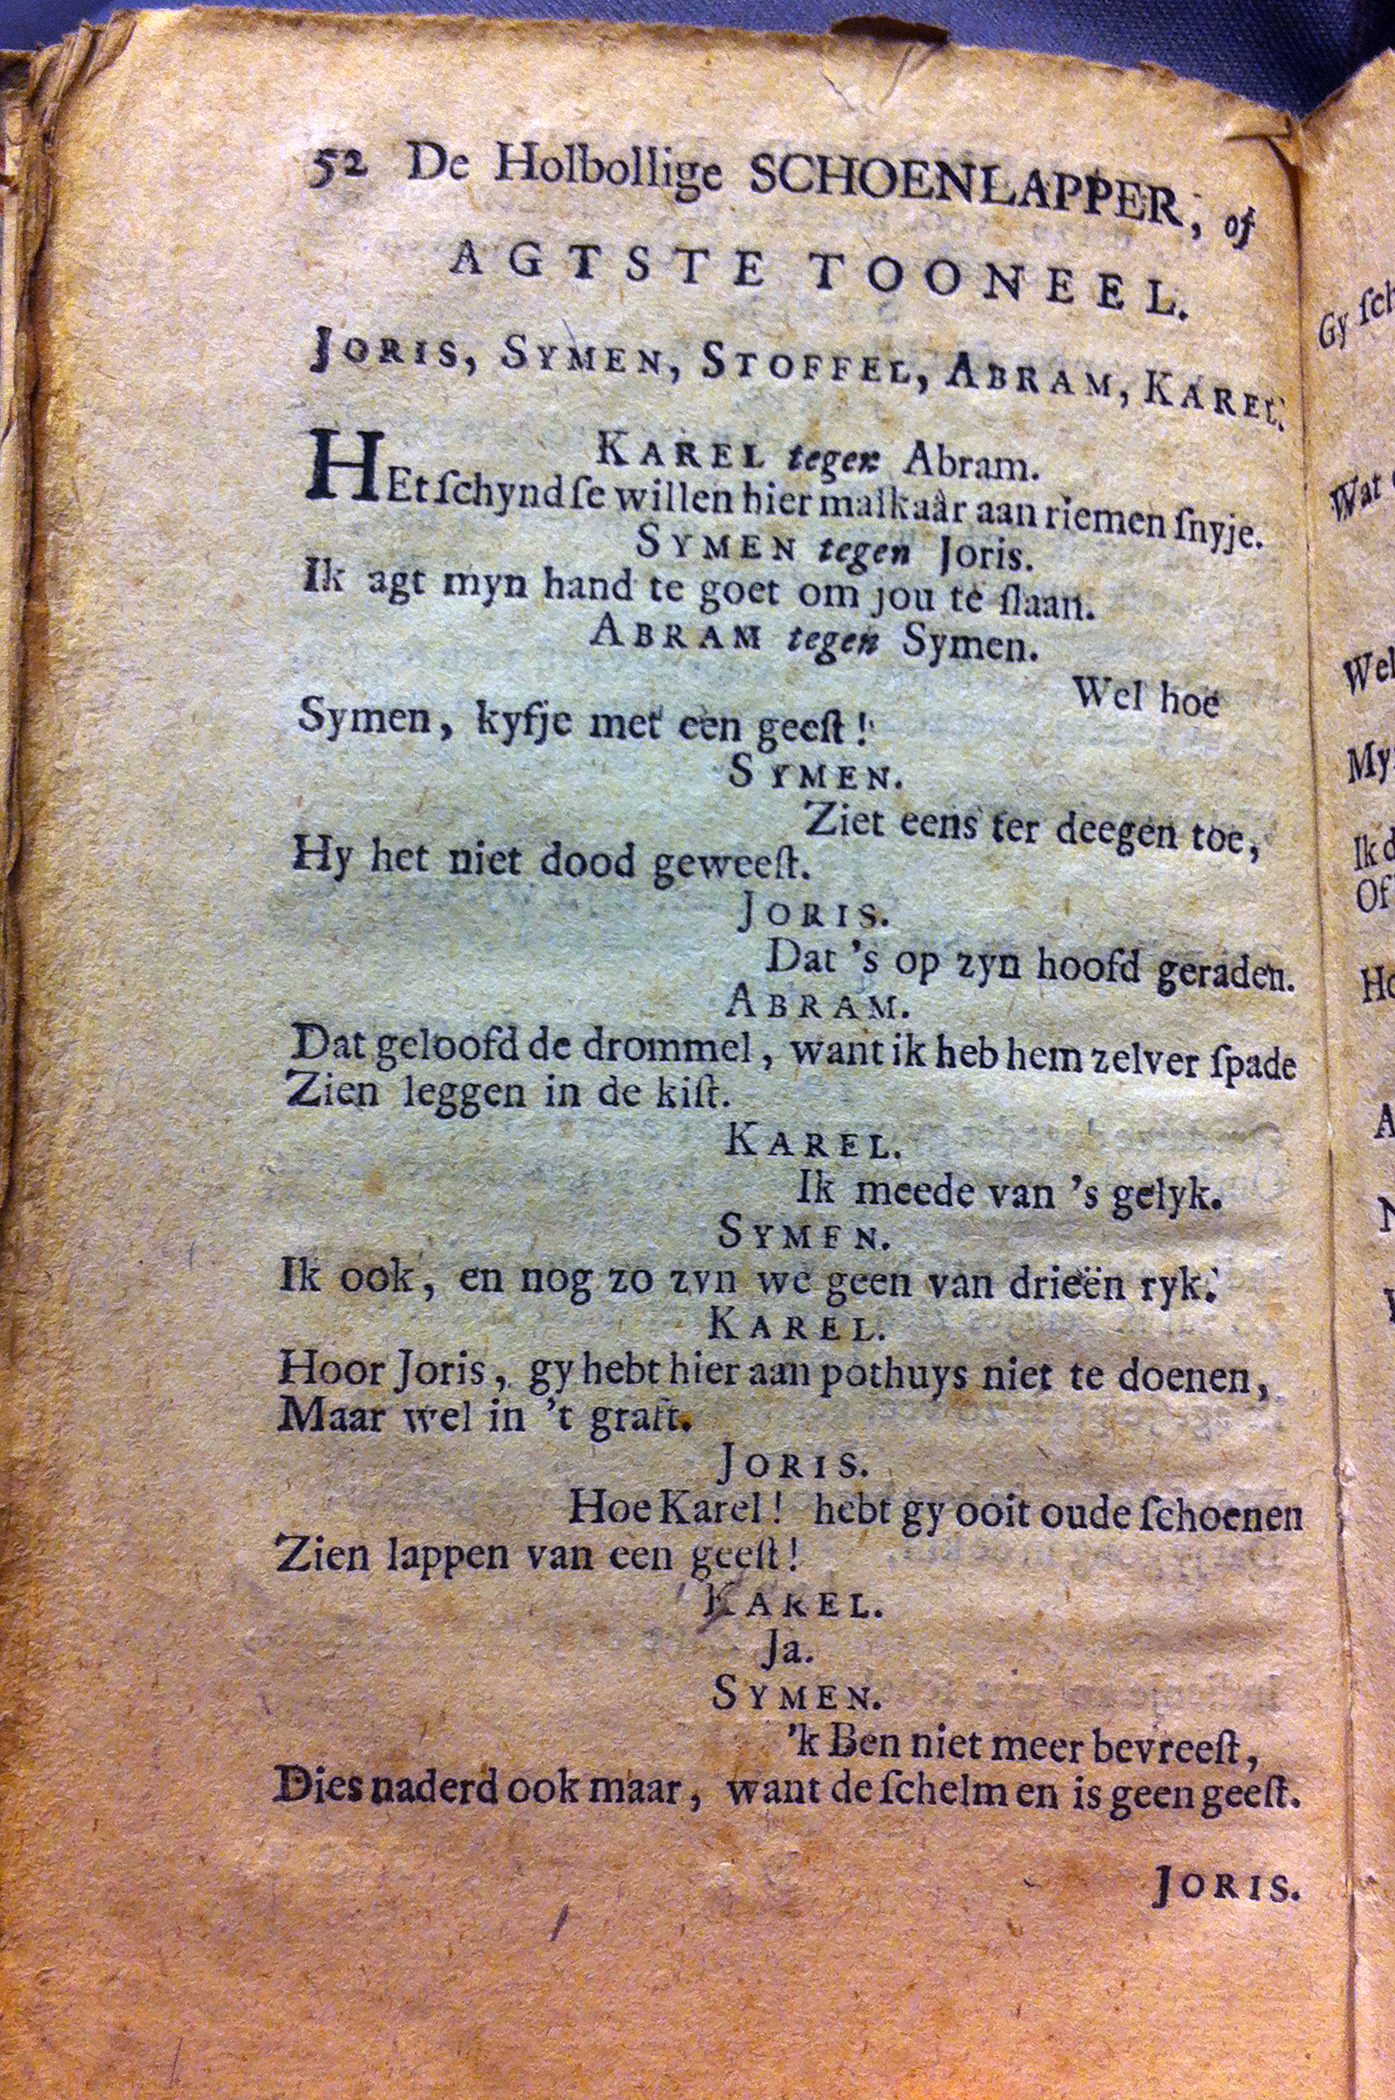 52 De Holbollige SCHOENLAPPER, of
AGTSTE TOONEEL.
JORIS, SYMEN, STOFFEL, ABRAM, KAREL.
KAREL tegen Abram.
HEt ſchynd ſe willen hier malkaâr aan riemen ſnyje.
SYMEN tegen Joris.
Ik agt myn hand te goet om jou te ſlaan.
ABRAM tegen Symen.
Wel hoe
Symen, kyfje met een geeſt!
SYMEN.
Ziet eens ter deegen toe,
Hy het niet dood geweeſt.
JORIS.
Dat 's op zyn hoofd geraden.
ABRAM.
Dat geloofd de drommel, want ik heb hem zelver ſpade
Zien leggen in de kiſt.
KAREL.
Ik meede van 's gelyk.
SYMEN.
Ik ook, en nog zo zyn we geen van drieën ryk.
KAREL.
Hoor Joris, gy hebt hier aan pothuys niet te doenen,
Maar wel in 't graft.
JORIS.
Hoe Karel! hebt gy ooit oude ſchoenen
Zien lappen van een geeſt!
KAREL.
Ja.
SYMEN.
'k Ben niet meer bevreeſt,
Dies naderd ook maar, want de ſchelm en is geen geeſt.
JORIS.
Gy ſch
Wat
Wel
My
Ik
Of